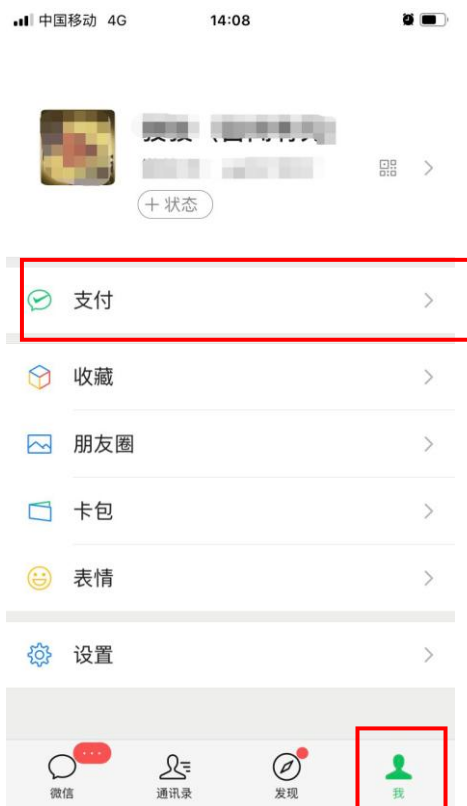 中国移动 4G 14:08
+ 状态
支付
收藏
朋友圈
卡包
表情
设置
微信 通讯录 发现 我